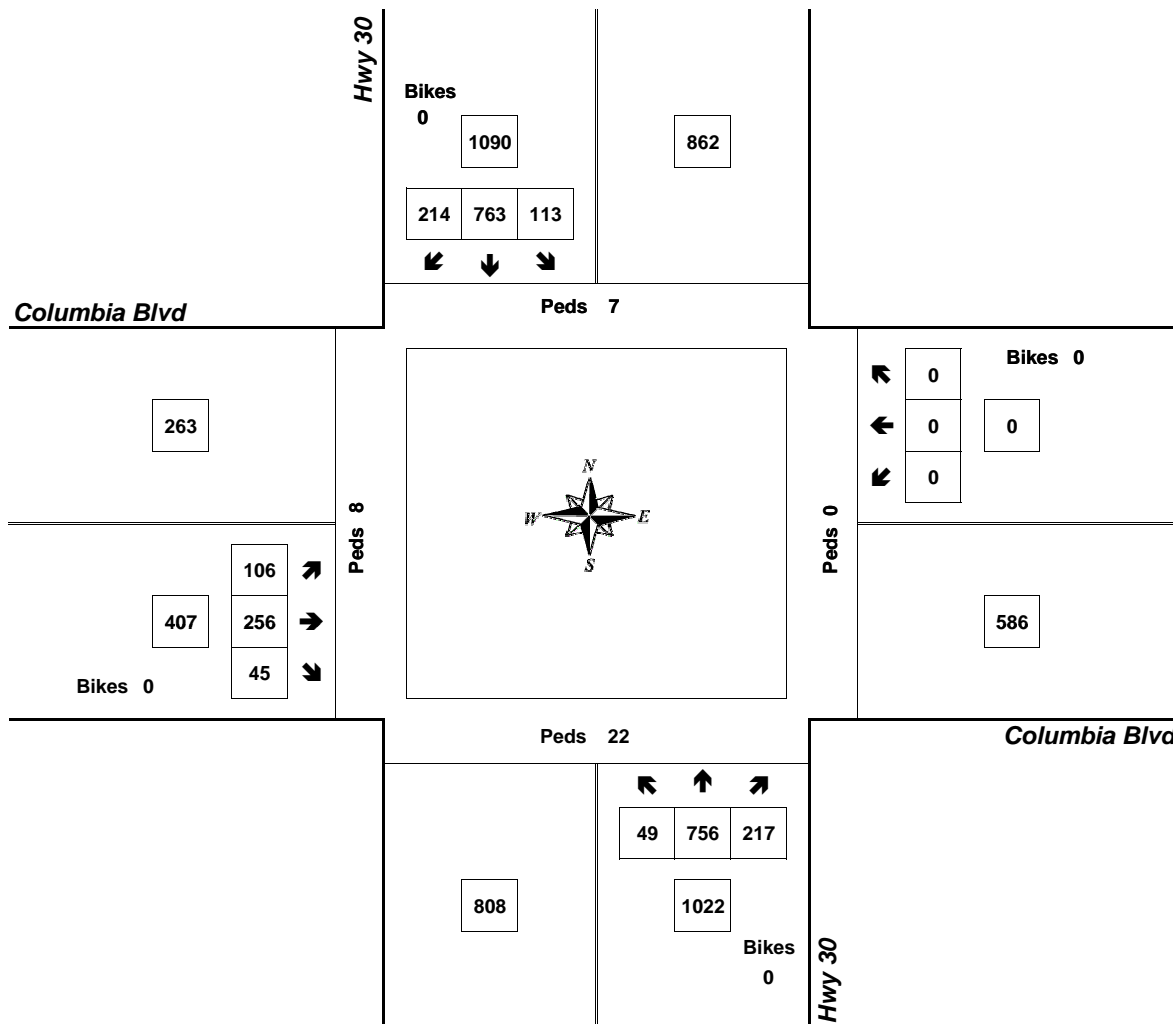 Hwy 30
Bikes
0
1090
862
214 763 113
Columbia Blvd
Peds 7
Bikes 0
0
0
0
0
263
N
W E
S
Peds 8
Peds 0
106
256
45
407
Bikes 0
586
Peds 22
Columbia Blvd
49 756 217
808
1022
Bikes
0
Hwy 30